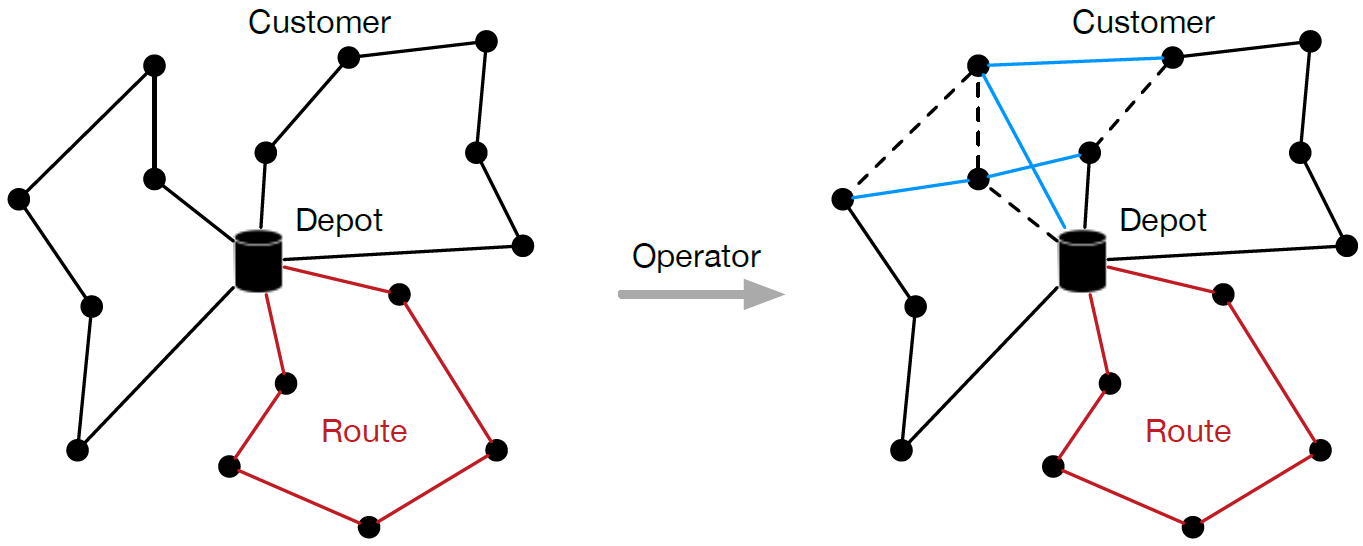 Customer
Depot
Route
Operator
Customer
Depot
Route